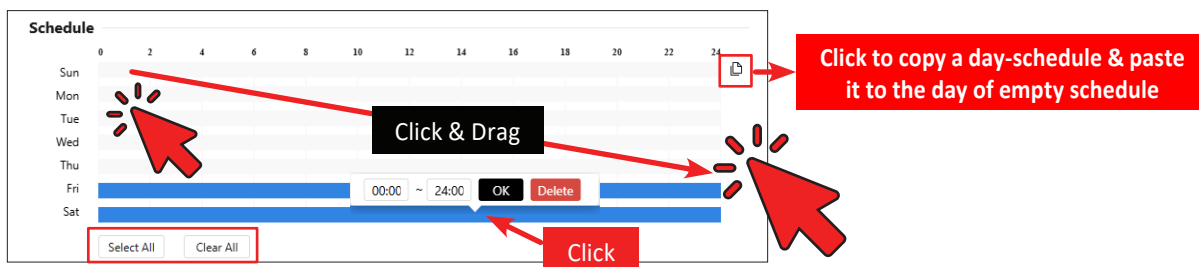 Schedule
0 2 4 6 8 10 12 14 16 18 20 22 24
Sun
Click to copy a day-schedule & paste
it to the day of empty schedule
Mon
Tue
Click & Drag
Wed
Thu
Fri
00:00 ~ 24:00 OK Delete
Sat
Select All Clear All
Click